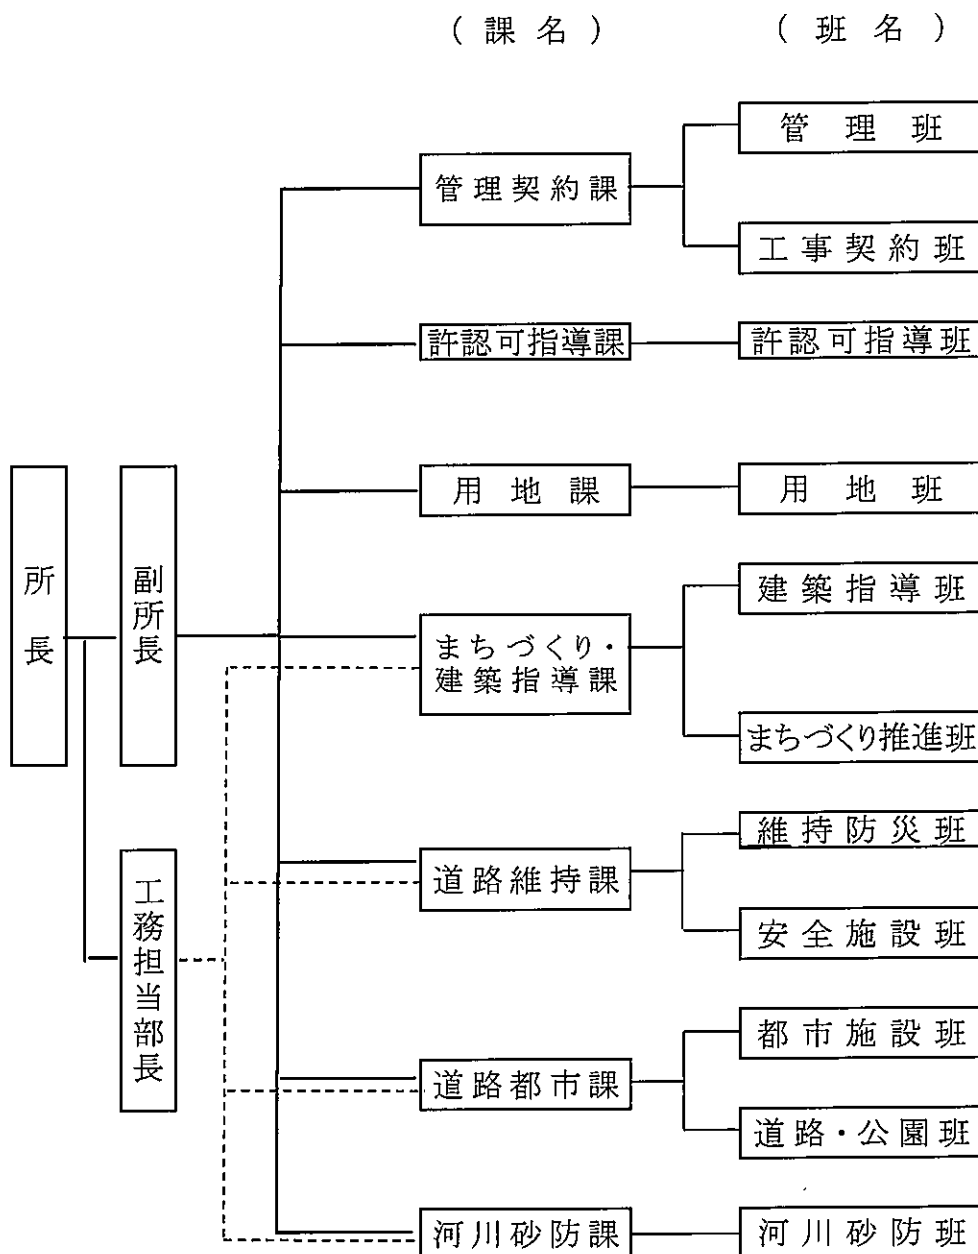 (課名)
(班名)
所長
副所長
工務担当部長
管理契約課
管理班
工事契約班
許認可指導課
許認可指導班
用地課
用地班
まちづくり・
建築指導課
建築指導班
まちづくり推進班
道路維持課
維持防災班
安全施設班
道路都市課
都市施設班
道路・公園班
河川砂防課
河川砂防班